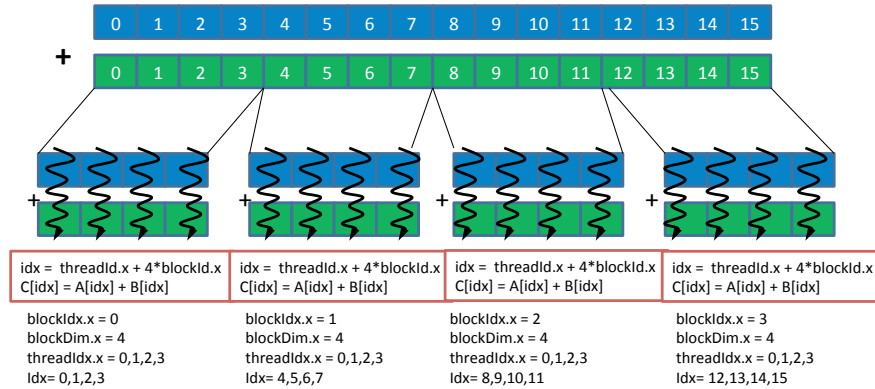 0 1 2 3 4 5 6 7 8 9 10 11 12 13 14 15
+
0 1 2 3 4 5 6 7 8 9 10 11 12 13 14 15
+ + + +
idx = threadId.x + 4*blockId.x
C[idx] = A[idx] + B[idx]
blockIdx.x = 0
blockDim.x = 4
threadIdx.x = 0,1,2,3
Idx= 0,1,2,3
idx = threadId.x + 4*blockId.x
C[idx] = A[idx] + B[idx]
blockIdx.x = 1
blockDim.x = 4
threadIdx.x = 0,1,2,3
Idx= 4,5,6,7
idx = threadId.x + 4*blockId.x
C[idx] = A[idx] + B[idx]
blockIdx.x = 2
blockDim.x = 4
threadIdx.x = 0,1,2,3
Idx= 8,9,10,11
idx = threadId.x + 4*blockId.x
C[idx] = A[idx] + B[idx]
blockIdx.x = 3
blockDim.x = 4
threadIdx.x = 0,1,2,3
Idx= 12,13,14,15